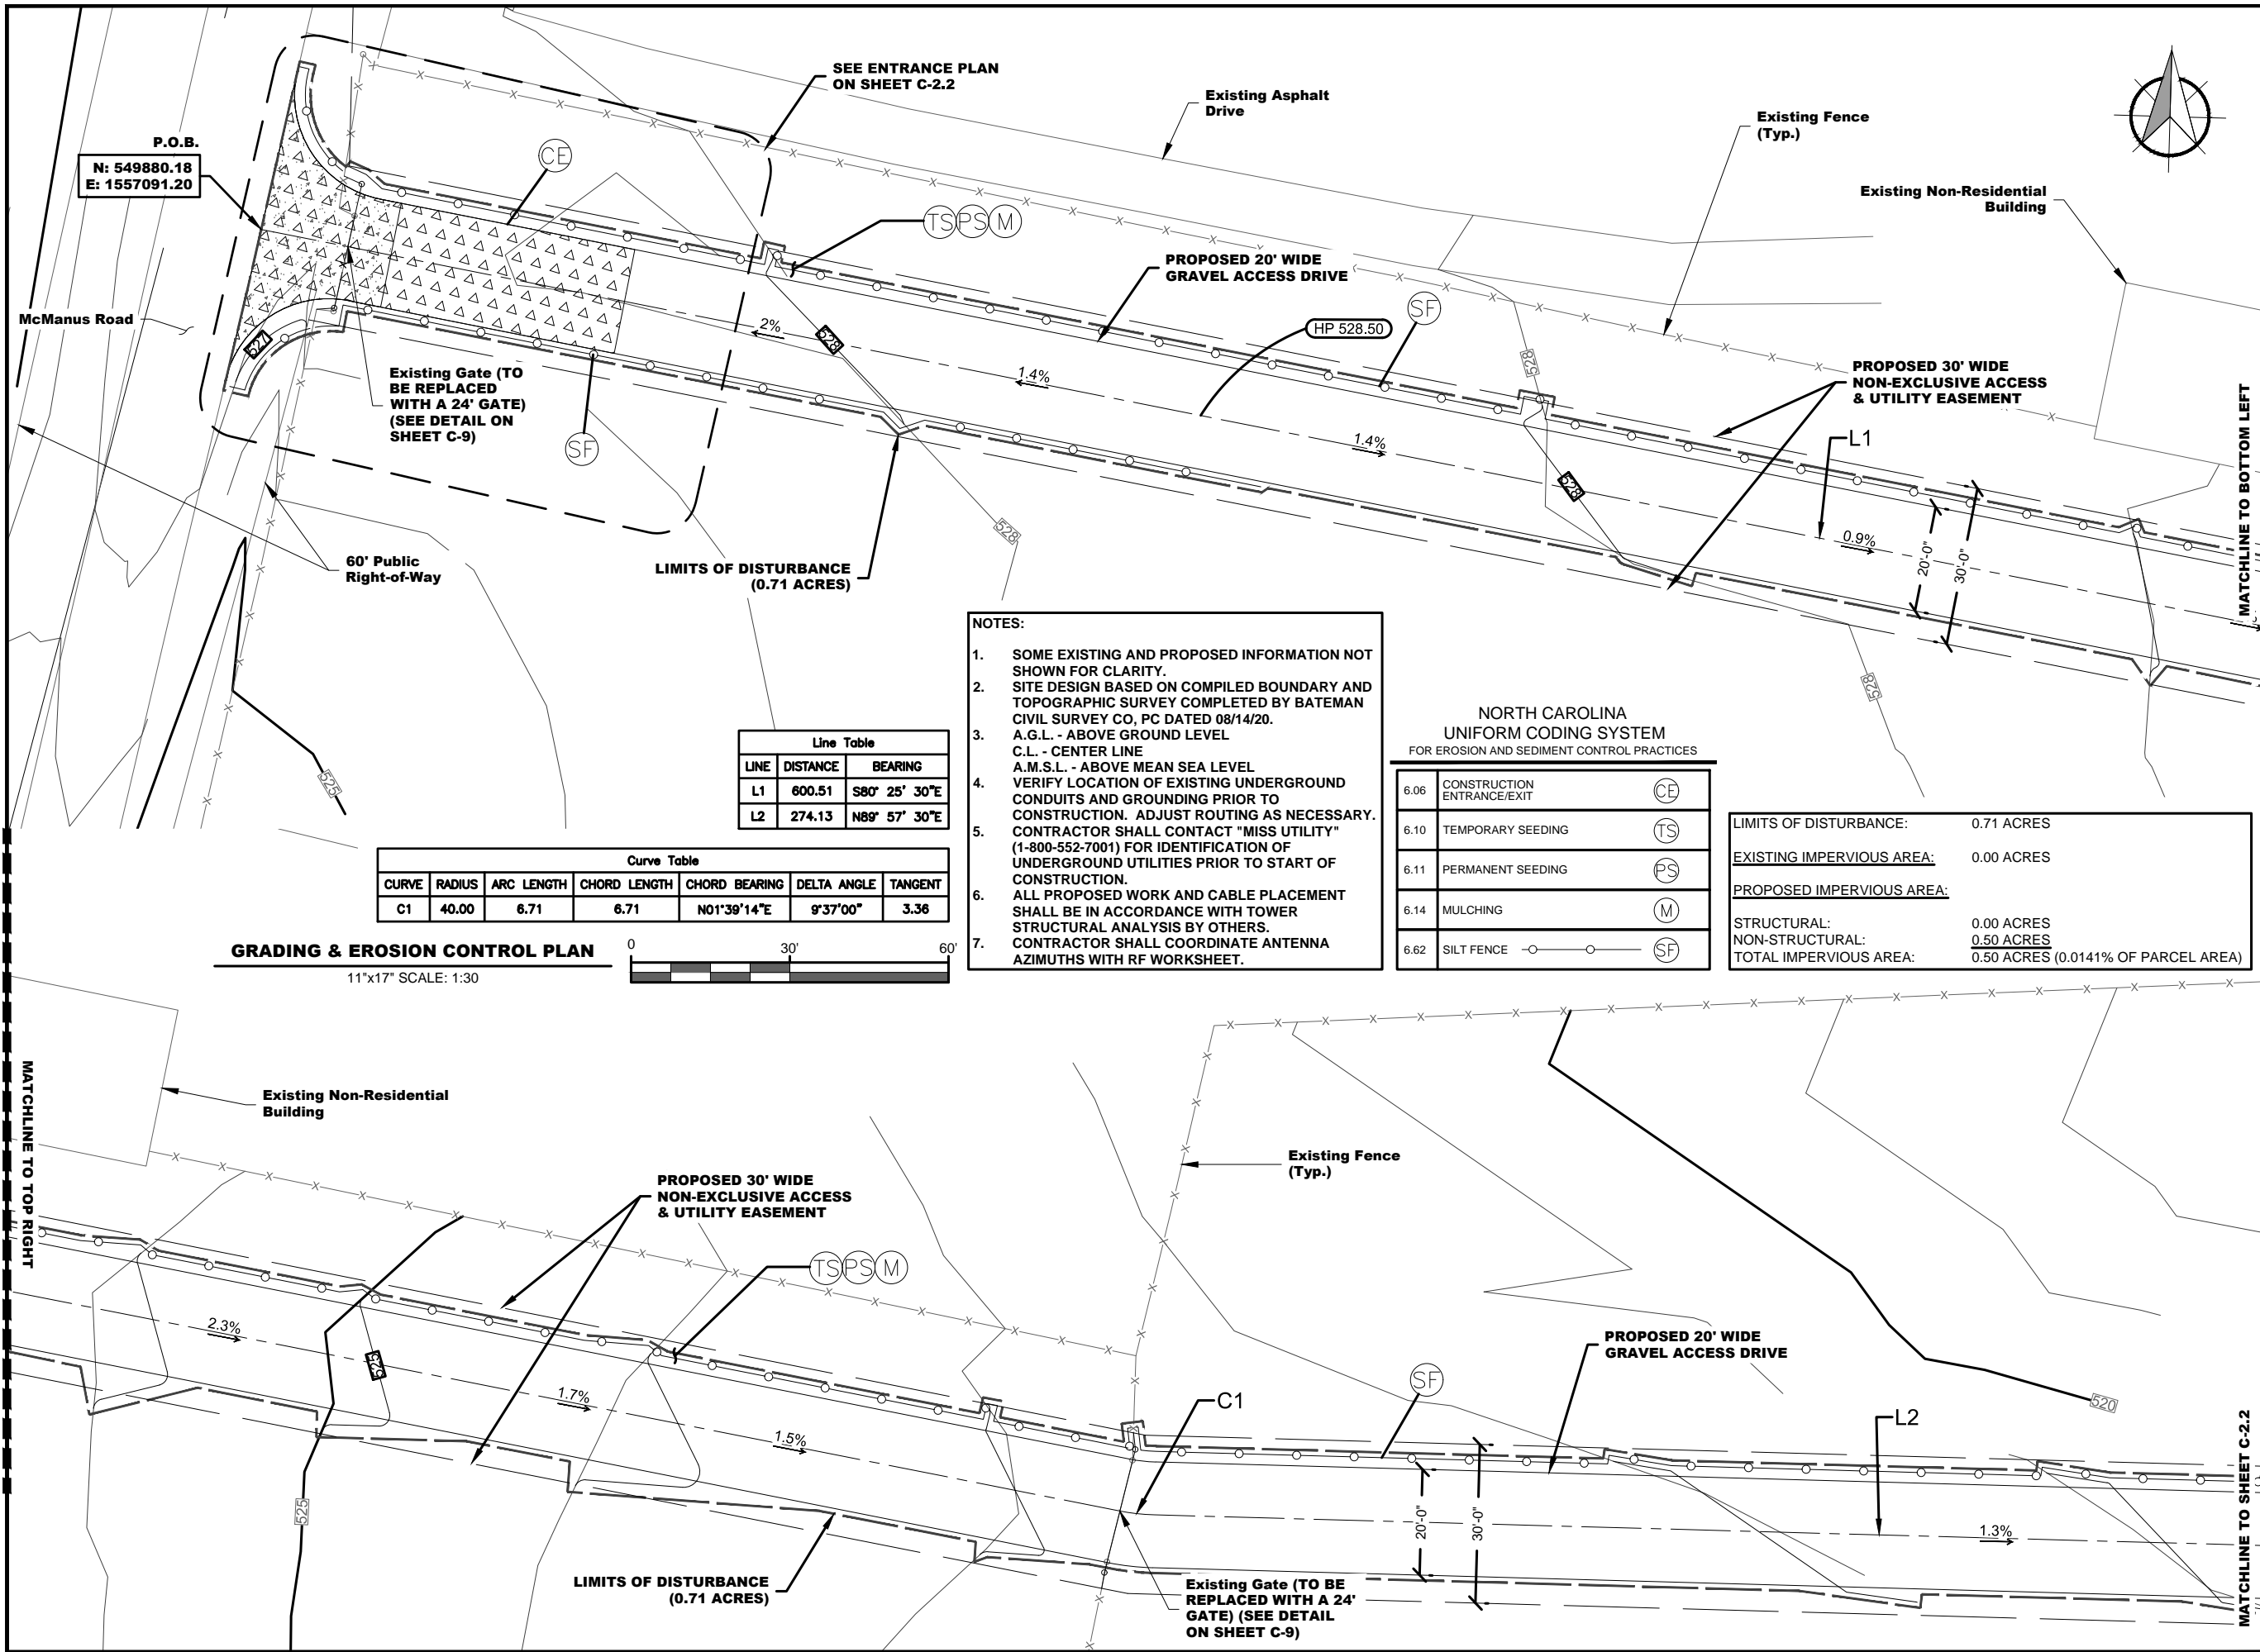 SEE ENTRANCE PLAN
ON SHEET C-2.2
Existing Asphalt
Drive
Existing Fence
(Typ.)
Existing Non-Residential
Building
P.O.B.
N: 549880.18
E: 1557091.20
CE
TS PS M
PROPOSED 20' WIDE
GRAVEL ACCESS DRIVE
McManus Road
527
2%
528
HP 528.50
SF
528
PROPOSED 30' WIDE
NON-EXCLUSIVE ACCESS
& UTILITY EASEMENT
Existing Gate (TO
BE REPLACED
WITH A 24' GATE)
(SEE DETAIL ON
SHEET C-9)
SF
1.4%
1.4%
L1
528
528
0.9%
20'-0"
30'-0"
MATCHLINE TO BOTTOM LEFT
60' Public
Right-of-Way
LIMITS OF DISTURBANCE
(0.71 ACRES)
528
525
NOTES:
1. SOME EXISTING AND PROPOSED INFORMATION NOT
SHOWN FOR CLARITY.
2. SITE DESIGN BASED ON COMPILED BOUNDARY AND
TOPOGRAPHIC SURVEY COMPLETED BY BATEMAN
CIVIL SURVEY CO, PC DATED 08/14/20.
3. A.G.L. - ABOVE GROUND LEVEL
C.L. - CENTER LINE
A.M.S.L. - ABOVE MEAN SEA LEVEL
4. VERIFY LOCATION OF EXISTING UNDERGROUND
CONDUITS AND GROUNDING PRIOR TO
CONSTRUCTION. ADJUST ROUTING AS NECESSARY.
5. CONTRACTOR SHALL CONTACT "MISS UTILITY"
(1-800-552-7001) FOR IDENTIFICATION OF
UNDERGROUND UTILITIES PRIOR TO START OF
CONSTRUCTION.
6. ALL PROPOSED WORK AND CABLE PLACEMENT
SHALL BE IN ACCORDANCE WITH TOWER
STRUCTURAL ANALYSIS BY OTHERS.
7. CONTRACTOR SHALL COORDINATE ANTENNA
AZIMUTHS WITH RF WORKSHEET.
Line Table
LINE DISTANCE BEARING
L1 600.51 S80° 25' 30"E
L2 274.13 N89° 57' 30"E
Curve Table
CURVE RADIUS ARC LENGTH CHORD LENGTH CHORD BEARING DELTA ANGLE TANGENT
C1 40.00 6.71 6.71 N01°39'14"E 9°37'00" 3.36
GRADING & EROSION CONTROL PLAN
11"x17" SCALE: 1:30
0 30' 60'
NORTH CAROLINA
UNIFORM CODING SYSTEM
FOR EROSION AND SEDIMENT CONTROL PRACTICES
6.06 CONSTRUCTION
ENTRANCE/EXIT CE
6.10 TEMPORARY SEEDING TS
6.11 PERMANENT SEEDING PS
6.14 MULCHING M
6.62 SILT FENCE SF
LIMITS OF DISTURBANCE: 0.71 ACRES
EXISTING IMPERVIOUS AREA: 0.00 ACRES
PROPOSED IMPERVIOUS AREA:
STRUCTURAL: 0.00 ACRES
NON-STRUCTURAL: 0.50 ACRES
TOTAL IMPERVIOUS AREA: 0.50 ACRES (0.0141% OF PARCEL AREA)
MATCHLINE TO TOP RIGHT
Existing Non-Residential
Building
PROPOSED 30' WIDE
NON-EXCLUSIVE ACCESS
& UTILITY EASEMENT
TS PS M
Existing Fence
(Typ.)
2.3%
525
1.7%
1.5%
525
LIMITS OF DISTURBANCE
(0.71 ACRES)
C1
SF
PROPOSED 20' WIDE
GRAVEL ACCESS DRIVE
520
L2
20'-0"
30'-0"
1.3%
Existing Gate (TO BE
REPLACED WITH A 24'
GATE) (SEE DETAIL
ON SHEET C-9)
MATCHLINE TO SHEET C-2.2